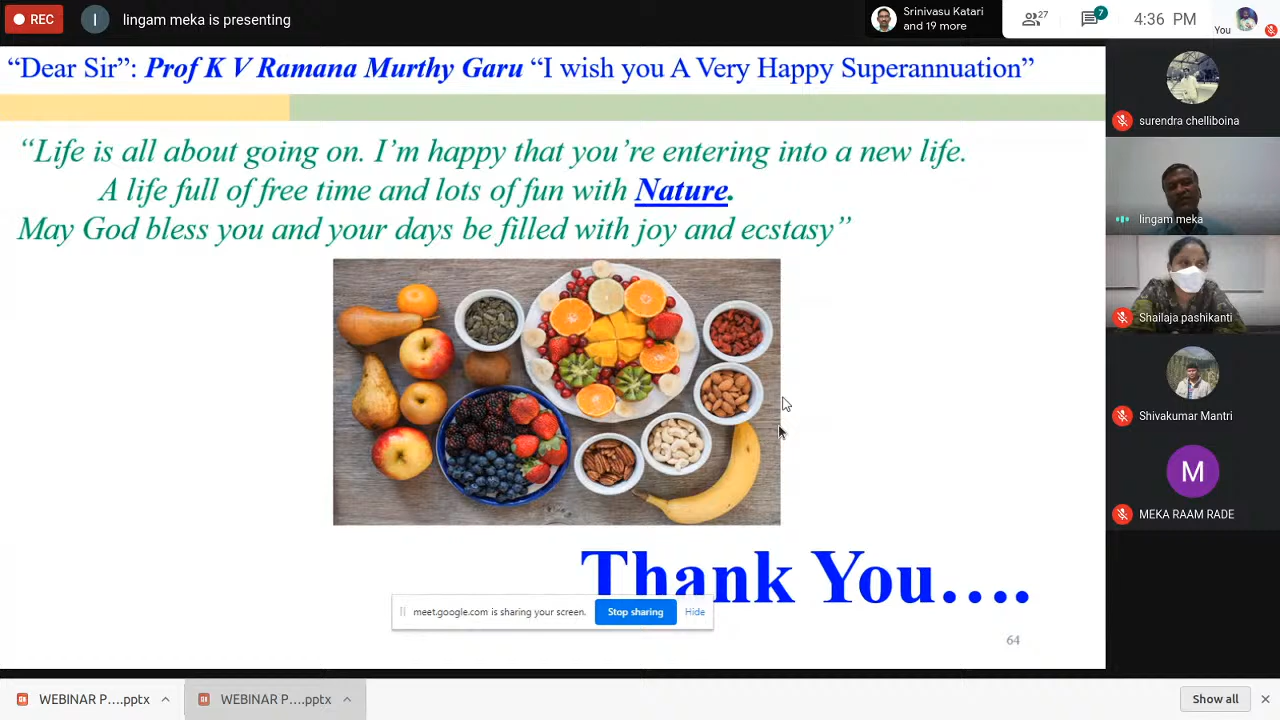 REC
I
lingam meka is presenting
Srinivasu Katari
and 19 more
27
7
4:36 PM
You
"Dear Sir": Prof K V Ramana Murthy Garu "I wish you A Very Happy Superannuation"
"Life is all about going on. I'm happy that you're entering into a new life.
A life full of free time and lots of fun with Nature.
May God bless you and your days be filled with joy and ecstasy"
Thank You....
meet.google.com is sharing your screen.
Stop sharing
Hide
64
surendra chelliboina
lingam meka
Shailaja pashikanti
Shivakumar Mantri
M
MEKA RAAM RADE
WEBINAR P....pptx
WEBINAR P....pptx
Show all